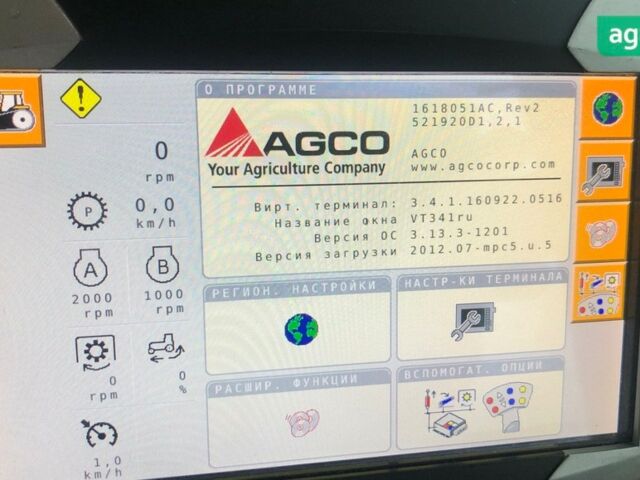 ag
О ПРОГРАММЕ
1618051AC,Rev2
521920D1,2,1
AGCO
Your Agriculture Company
AGCO
www.agcocorp.com
Вирт. терминал: 3.4.1.160922.0516
Название окна VT341ru
Версия ОС 3.13.3-1201
Версия загрузки 2012.07-mpc5.u.5
0
rpm
P
0,0
km/h
A
2000
rpm
B
1000
rpm
0
rpm
0
%
1,0
km/h
РЕГИОН. НАСТРОЙКИ
НАСТР-КИ ТЕРМИНАЛА
РАСШИР. ФУНКЦИИ
ВСПОМОГАТ. ОПЦИИ